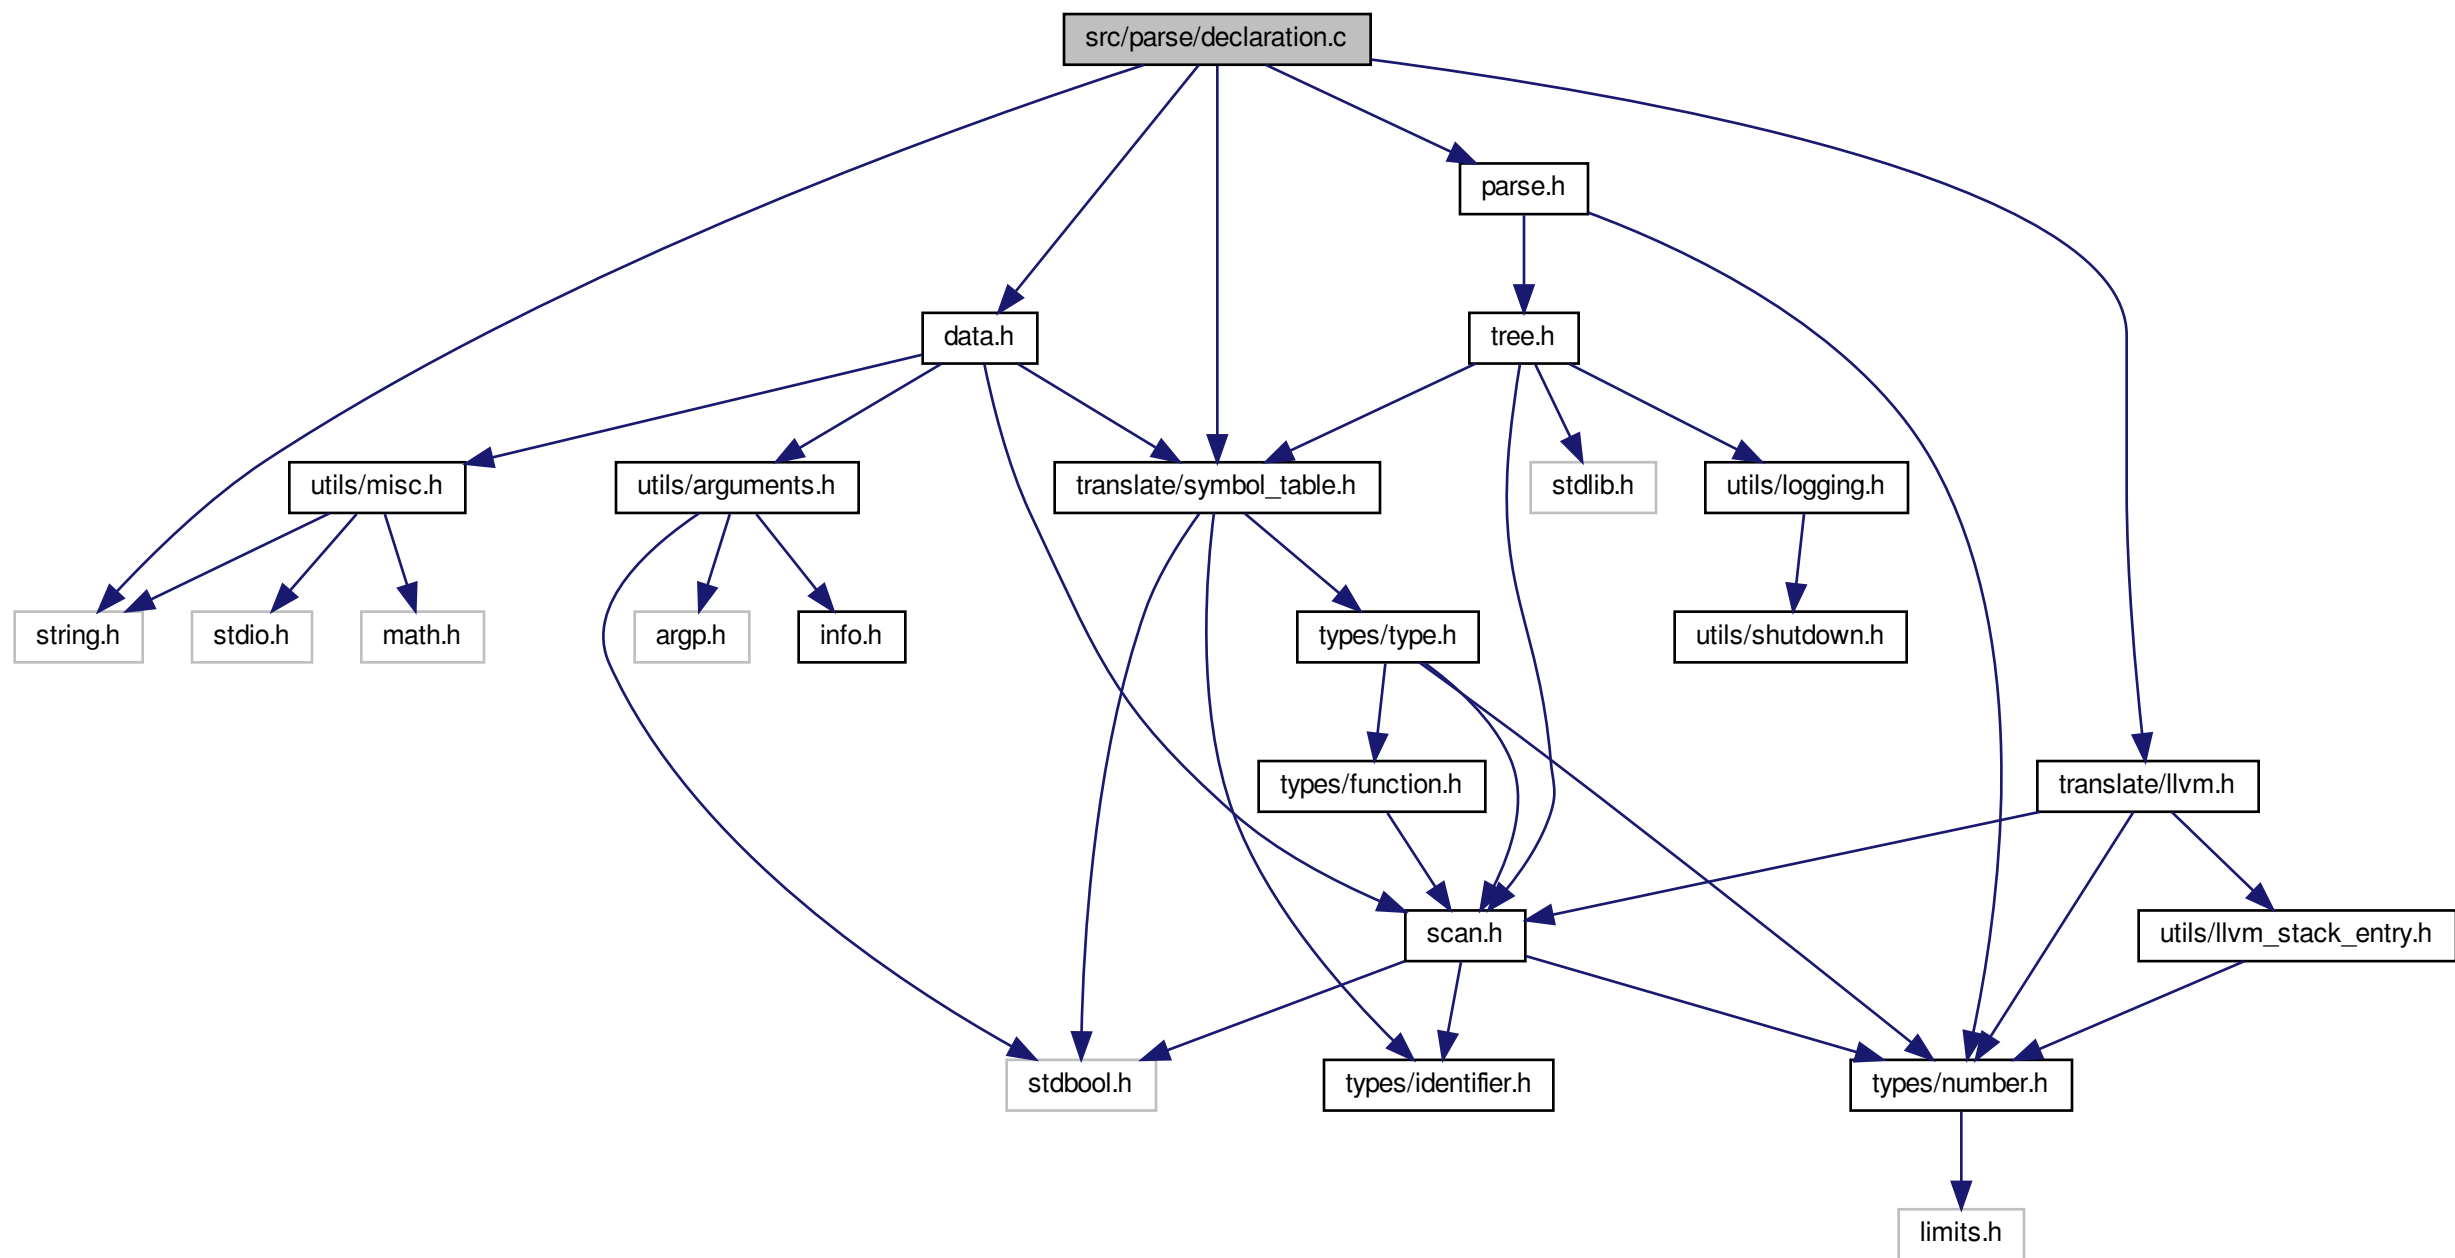 src/parse/declaration.c
parse.h
data.h
tree.h
utils/misc.h
utils/arguments.h
translate/symbol_table.h
stdlib.h
utils/logging.h
string.h
stdio.h
math.h
argp.h
info.h
types/type.h
utils/shutdown.h
types/function.h
translate/llvm.h
scan.h
utils/llvm_stack_entry.h
stdbool.h
types/identifier.h
types/number.h
limits.h